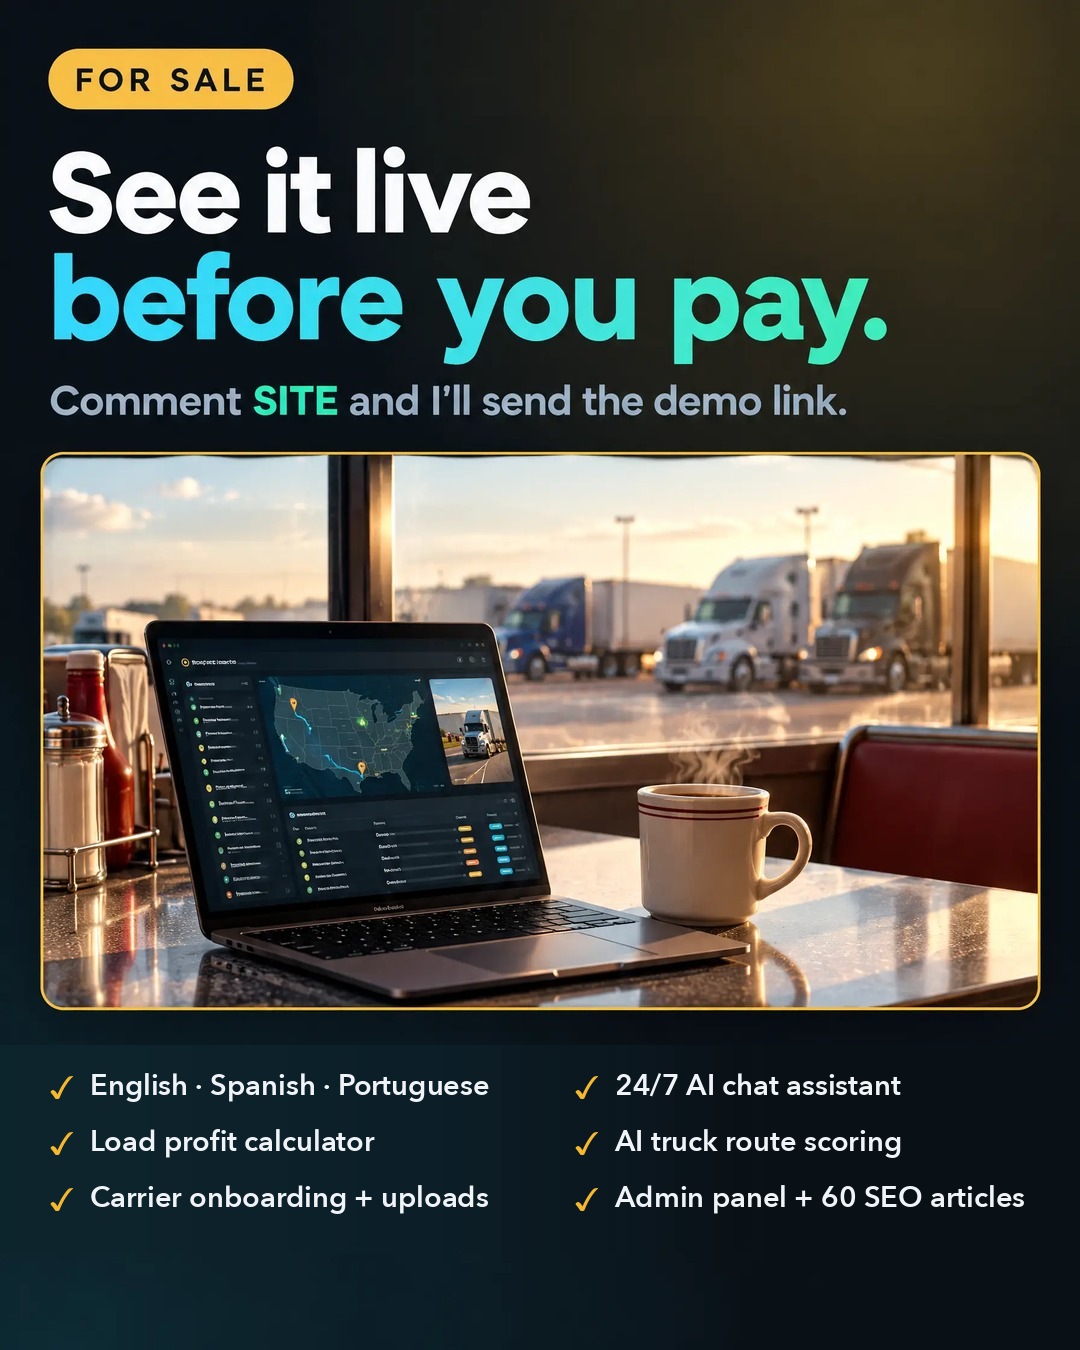 FOR SALE
See it live
before you pay.
Comment SITE and I'll send the demo link.
✓ English · Spanish · Portuguese
✓ Load profit calculator
✓ Carrier onboarding + uploads
✓ 24/7 AI chat assistant
✓ AI truck route scoring
✓ Admin panel + 60 SEO articles